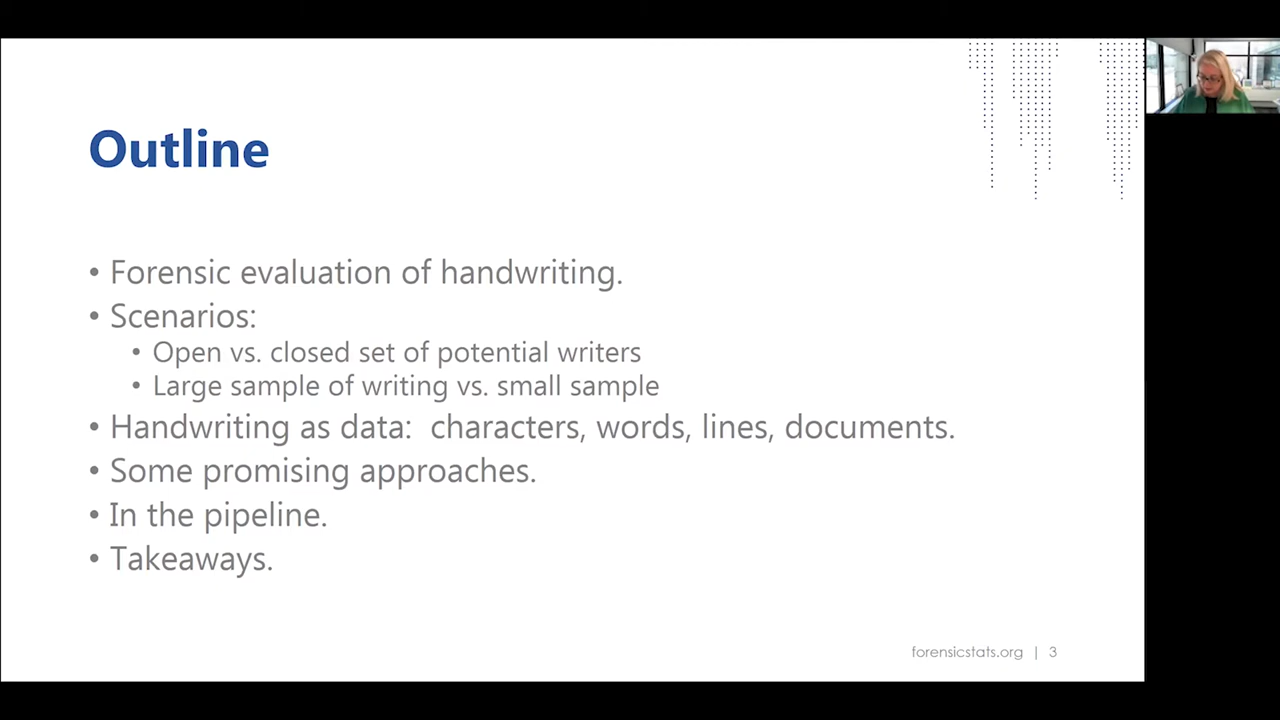 Outline
• Forensic evaluation of handwriting.
• Scenarios:
• Open vs. closed set of potential writers
• Large sample of writing vs. small sample
• Handwriting as data:  characters, words, lines, documents.
• Some promising approaches.
• In the pipeline.
• Takeaways.
forensicstats.org | 3